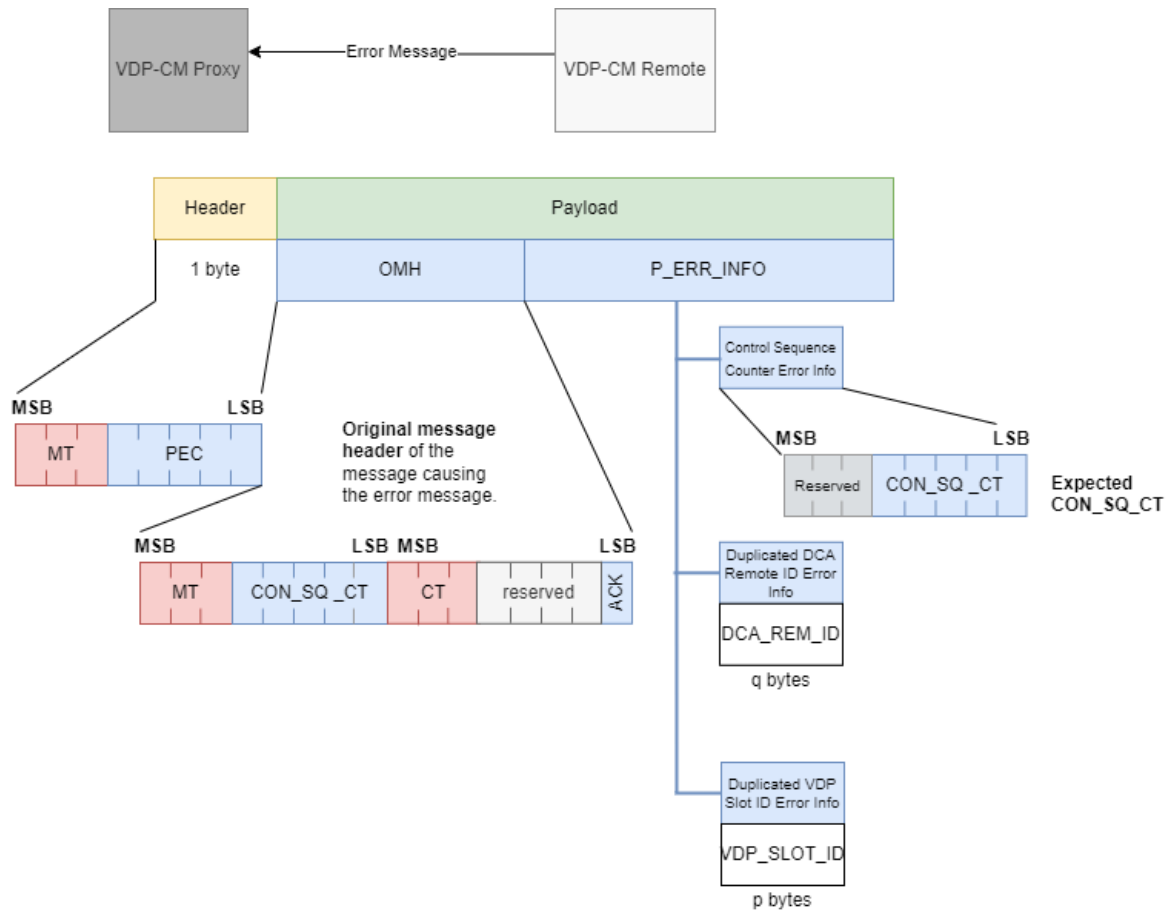 VDP-CM Proxy
Error Message
VDP-CM Remote
Header
Payload
1 byte
OMH
P_ERR_INFO
Control Sequence
Counter Error Info
MSB
LSB
MT
PEC
Original message
header of the
message causing
the error message.
MSB
LSB
Reserved
CON_SQ _CT
Expected
CON_SQ_CT
MSB
LSB
MSB
LSB
MT
CON_SQ _CT
CT
reserved
ACK
Duplicated DCA
Remote ID Error
Info
DCA_REM_ID
q bytes
Duplicated VDP
Slot ID Error Info
VDP_SLOT_ID
p bytes